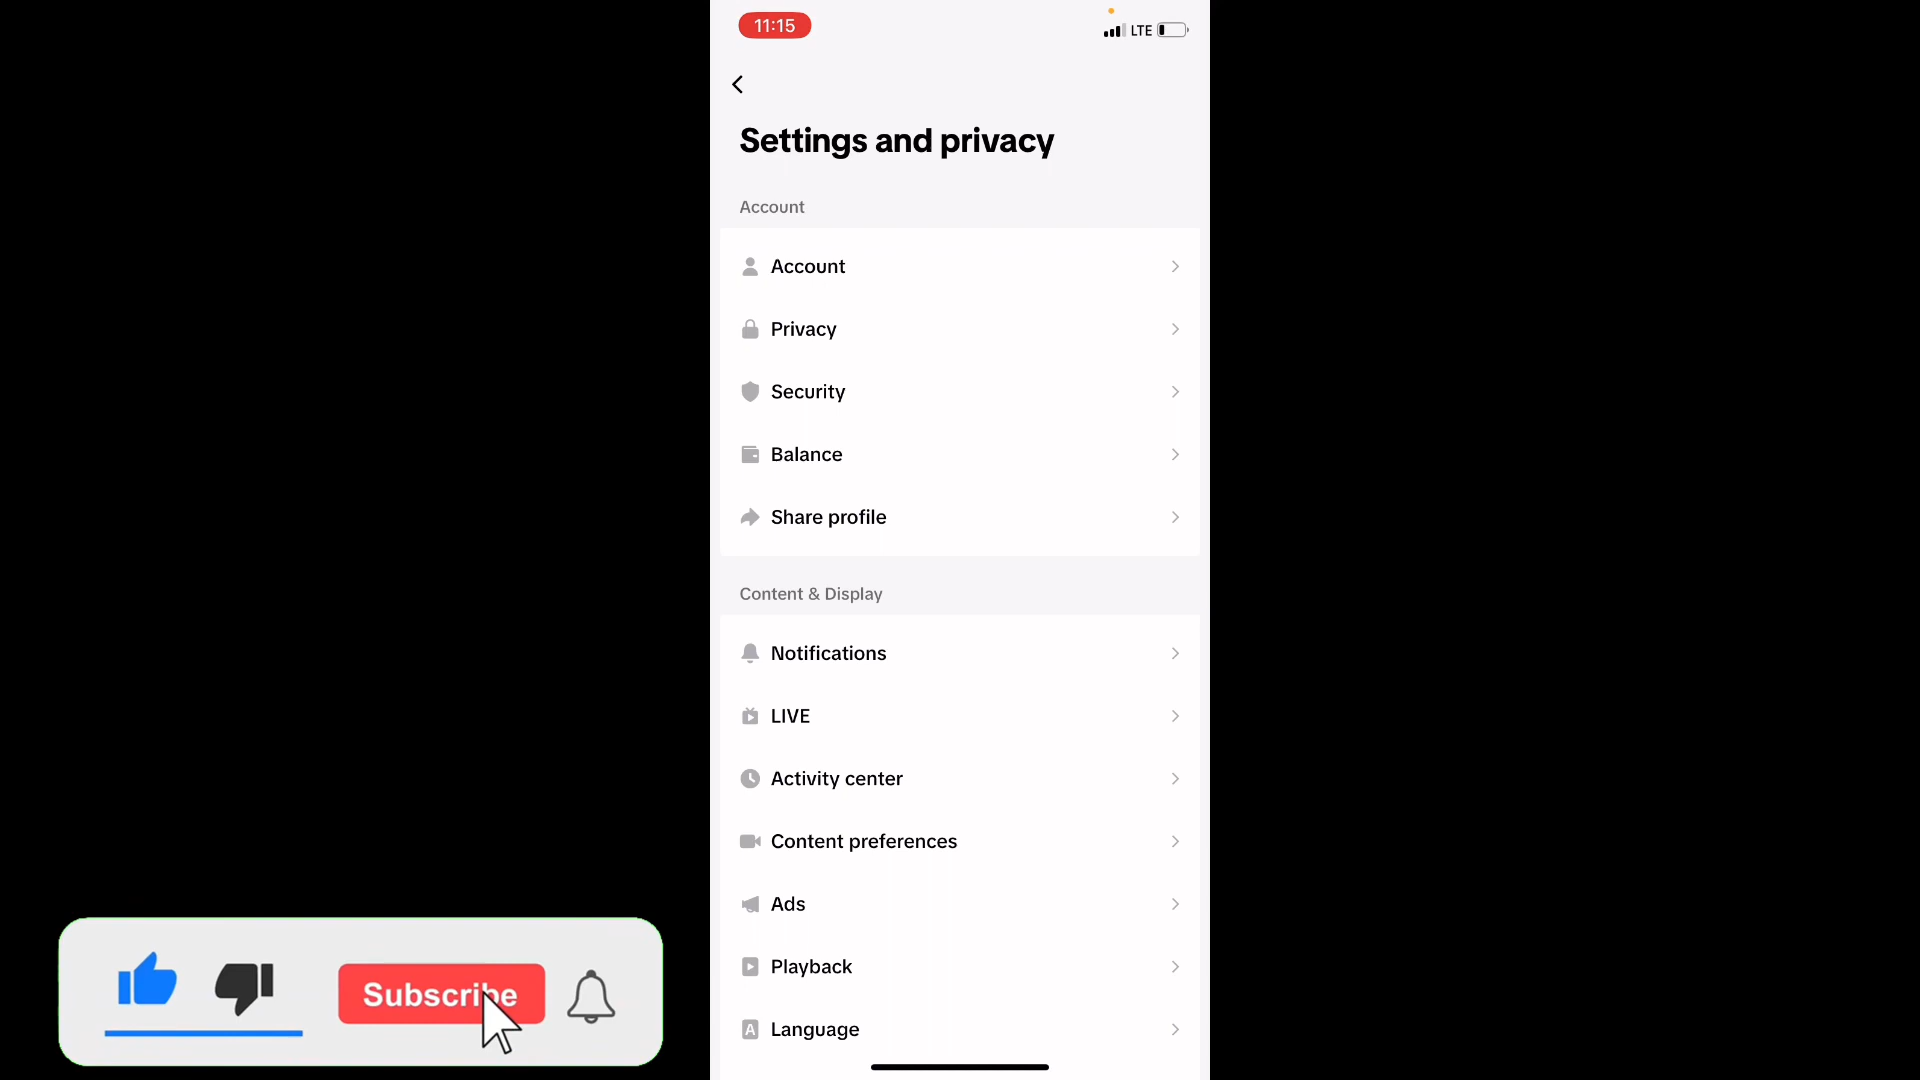 11:15
LTE
Settings and privacy
Account
Account
Privacy
Security
Balance
Share profile
Content & Display
Notifications
LIVE
Activity center
Content preferences
Ads
Playback
A
Language
Subscribe